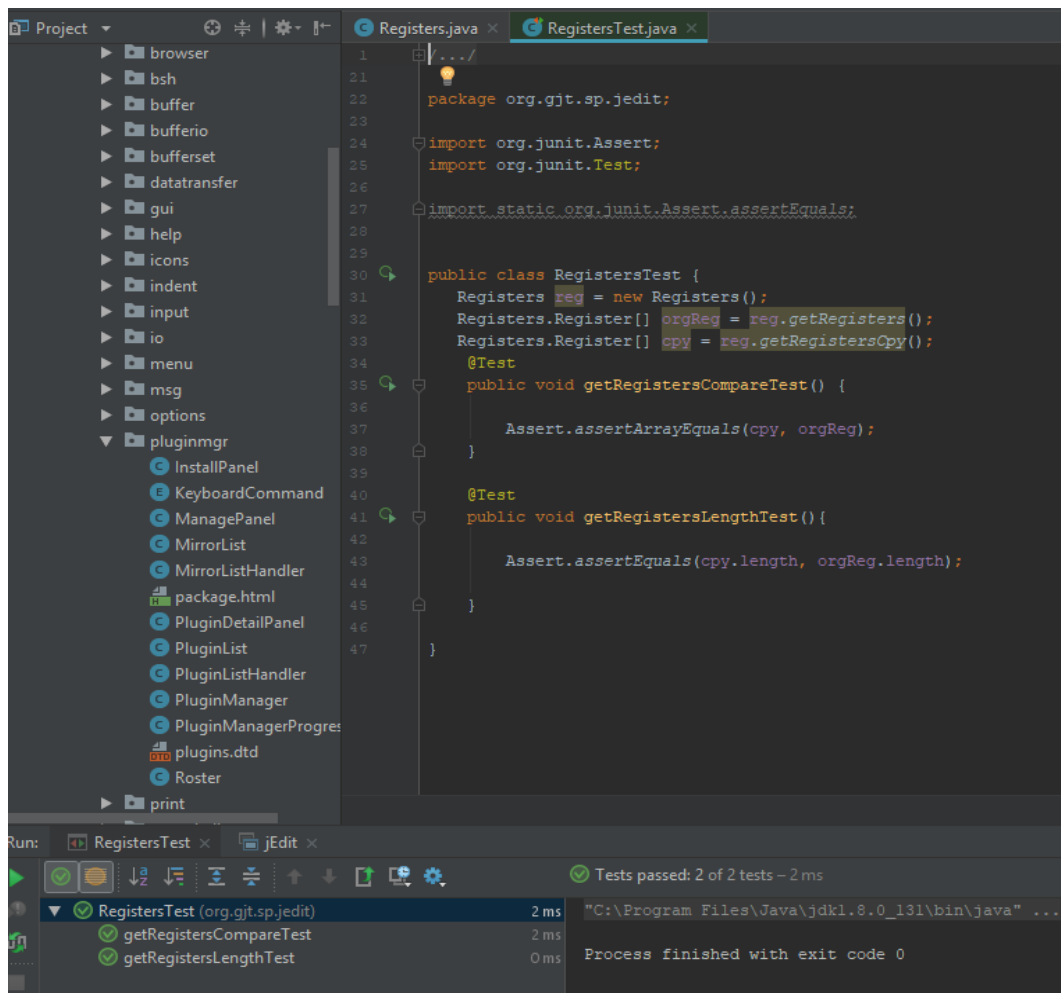 Project
browser
bsh
buffer
bufferio
bufferset
datatransfer
gui
help
icons
indent
input
io
menu
msg
options
pluginmgr
InstallPanel
KeyboardCommand
ManagePanel
MirrorList
MirrorListHandler
package.html
PluginDetailPanel
PluginList
PluginListHandler
PluginManager
PluginManagerProgres
plugins.dtd
Roster
print
Registers.java RegistersTest.java
1 /.../
21
22 package org.gjt.sp.jedit;
23
24 import org.junit.Assert;
25 import org.junit.Test;
26
27 import static org.junit.Assert.assertEquals;
28
29
30 public class RegistersTest {
31 Registers reg = new Registers();
32 Registers.Register[] orgReg = reg.getRegisters();
33 Registers.Register[] cpy = reg.getRegistersCpy();
34 @Test
35 public void getRegistersCompareTest() {
36
37 Assert.assertArrayEquals(cpy, orgReg);
38 }
39
40 @Test
41 public void getRegistersLengthTest(){
42
43 Assert.assertEquals(cpy.length, orgReg.length);
44
45 }
46
47 }
Run: RegistersTest jEdit
Tests passed: 2 of 2 tests – 2 ms
RegistersTest (org.gjt.sp.jedit) 2 ms
getRegistersCompareTest 2 ms
getRegistersLengthTest 0 ms
"C:\Program Files\Java\jdk1.8.0_131\bin\java" ...
Process finished with exit code 0